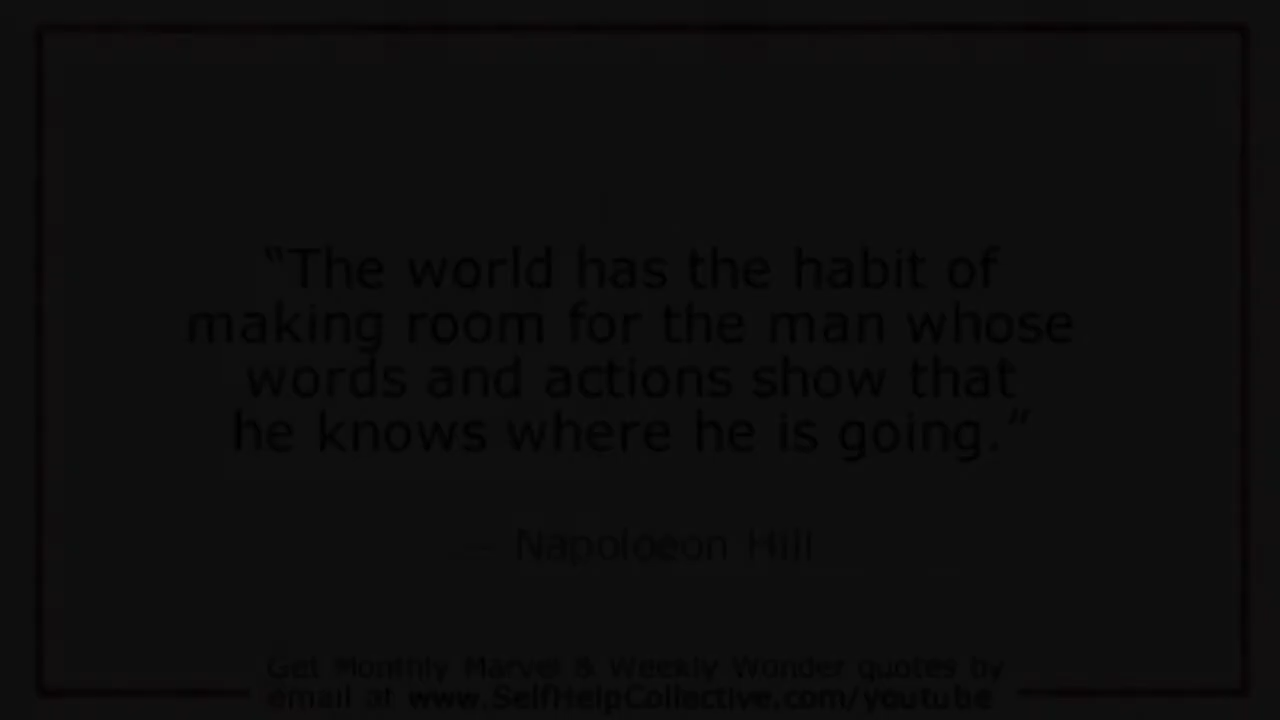 “The world has the habit of
making room for the man whose
words and actions show that
he knows where he is going.”
— Napoloeon Hill
Get Monthly Marvel & Weekly Wonder quotes by
email at www.SelfHelpCollective.com/youtube